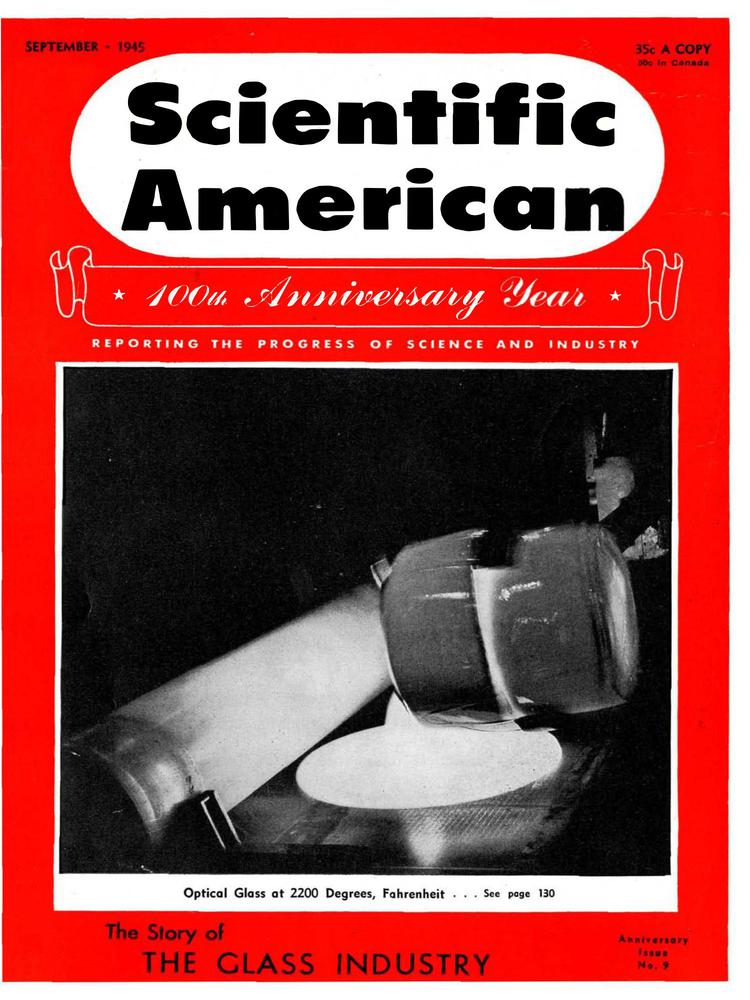 SEPTEMBER • 1945
35c A COPY
50c in Canada
Scientific
American
★ 100th Anniversary Year ★
REPORTING THE PROGRESS OF SCIENCE AND INDUSTRY
Optical Glass at 2200 Degrees, Fahrenheit . . . See page 130
The Story of
THE GLASS INDUSTRY
Anniversary
Issue
No. 9